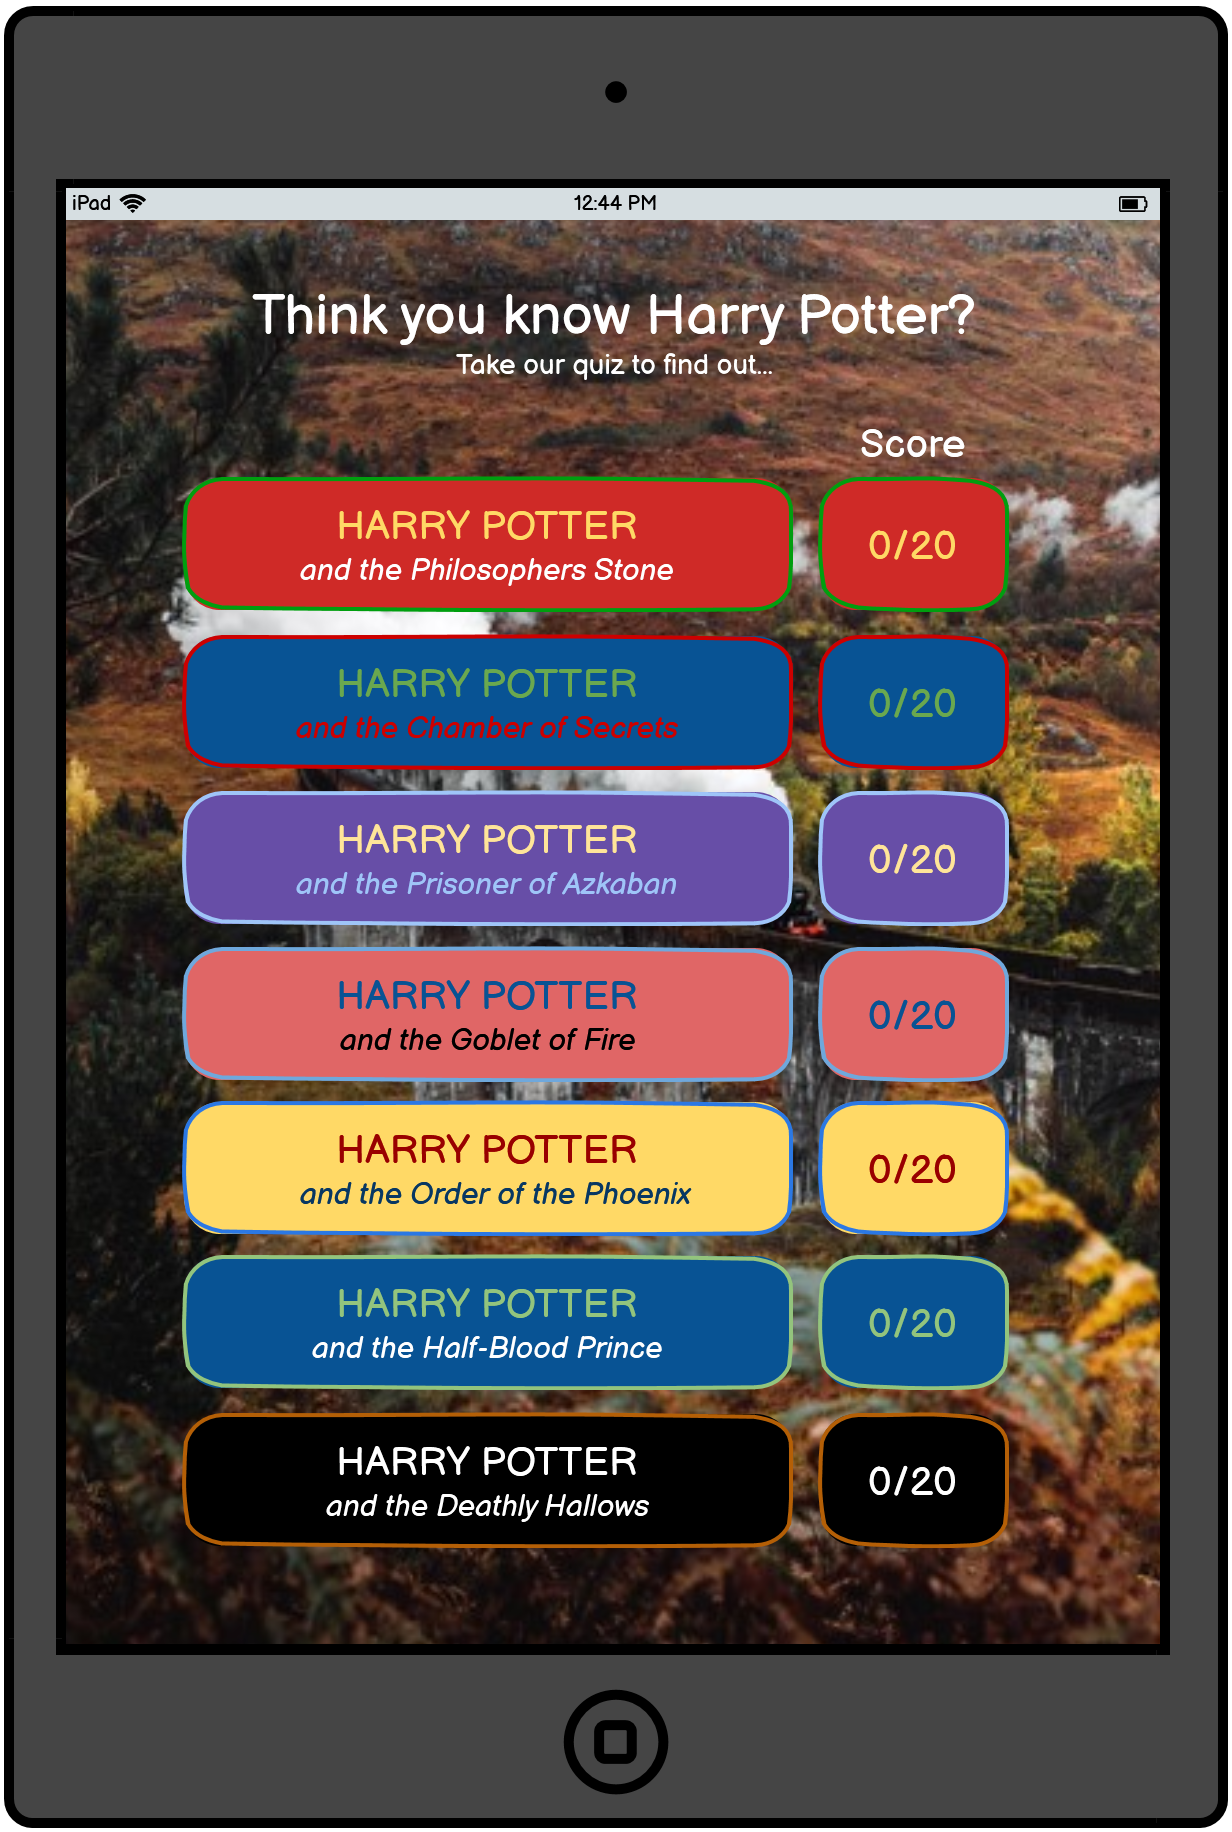 iPad
12:44 PM
Think you know Harry Potter?
Take our quiz to find out...
Score
HARRY POTTER
and the Philosophers Stone
0/20
HARRY POTTER
and the Chamber of Secrets
0/20
HARRY POTTER
and the Prisoner of Azkaban
0/20
HARRY POTTER
and the Goblet of Fire
0/20
HARRY POTTER
and the Order of the Phoenix
0/20
HARRY POTTER
and the Half-Blood Prince
0/20
HARRY POTTER
and the Deathly Hallows
0/20